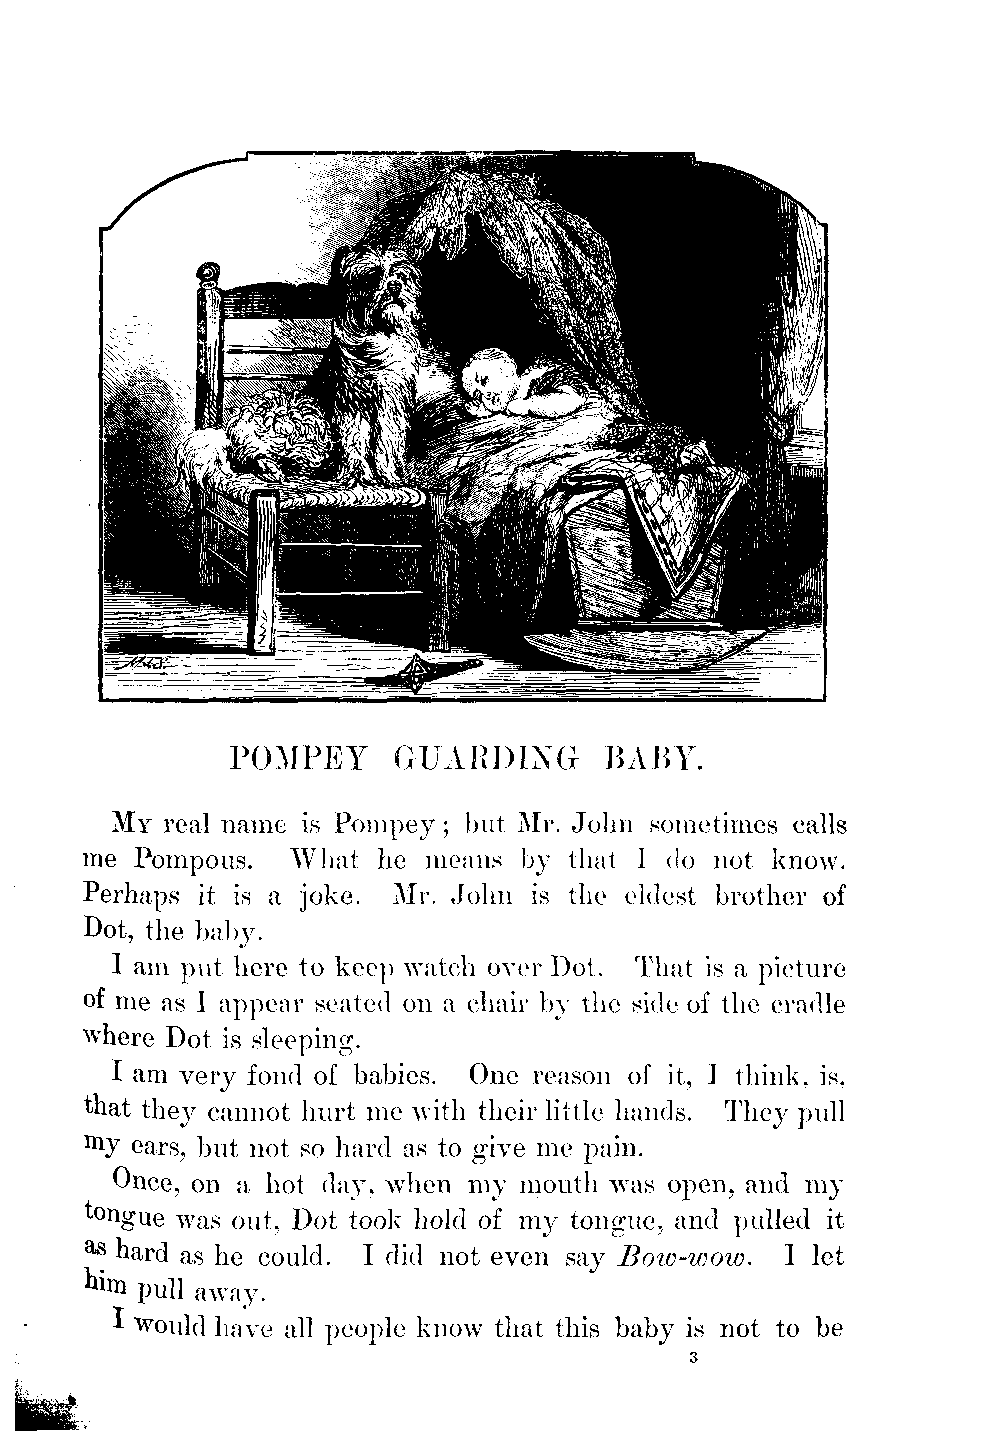 POMPEY GUARDING BABY.
MY real name is Pompey; but Mr. John sometimes calls
me Pompous. What he means by that I do not know.
Perhaps it is a joke. Mr. John is the eldest brother of
Dot, the baby.
I am put here to keep watch over Dot. That is a picture
of me as I appear seated on a chair by the side of the cradle
where Dot is sleeping.
I am very fond of babies. One reason of it, I think, is,
that they cannot hurt me with their little hands. They pull
my ears, but not so hard as to give me pain.
Once, on a hot day, when my mouth was open, and my
tongue was out, Dot took hold of my tongue, and pulled it
as hard as he could. I did not even say Bow-wow. I let
him pull away.
I would have all people know that this baby is not to be
3